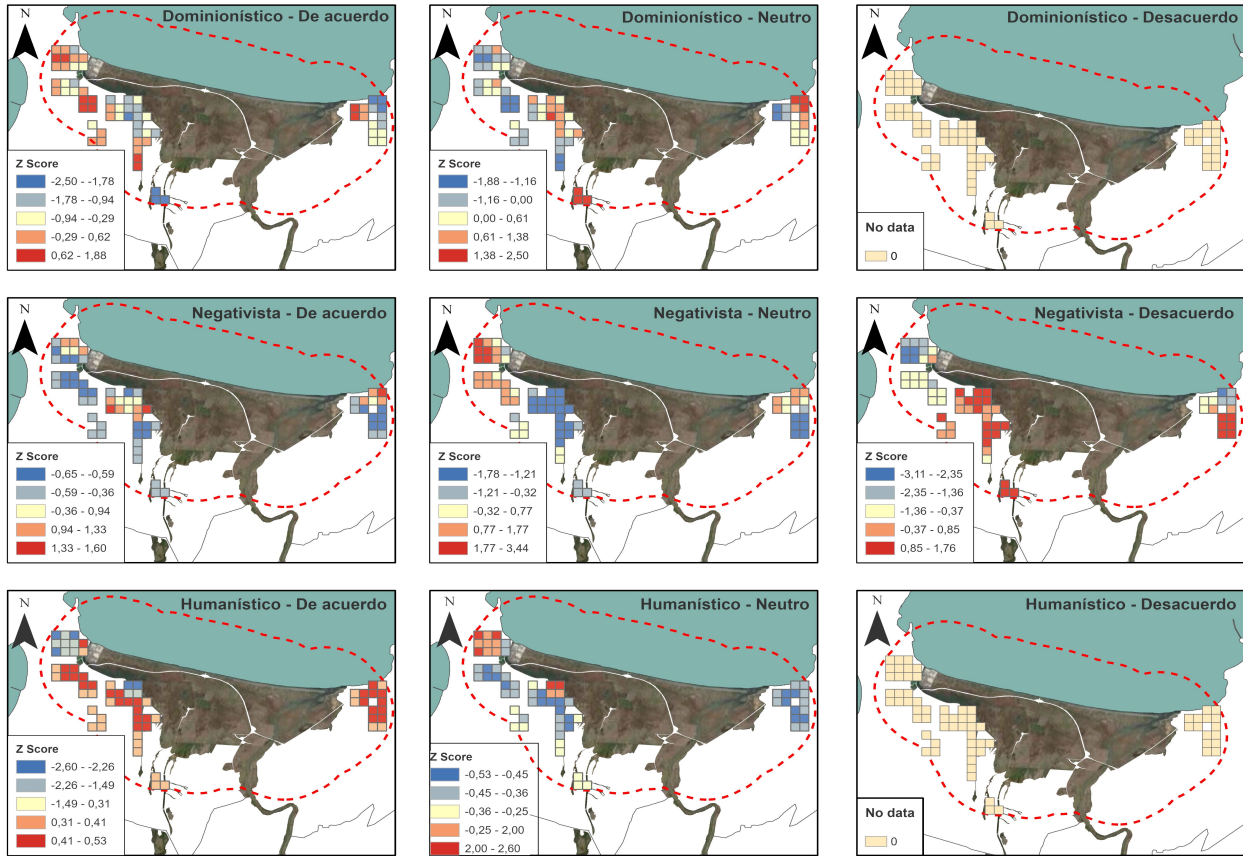 Dominionístico - De acuerdo
N
Z Score
-2,50 - -1,78
-1,78 - -0,94
-0,94 - -0,29
-0,29 - 0,62
0,62 - 1,88
Dominionístico - Neutro
N
Z Score
-1,88 - -1,16
-1,16 - 0,00
0,00 - 0,61
0,61 - 1,38
1,38 - 2,50
Dominionístico - Desacuerdo
N
No data
0
Negativista - De acuerdo
N
Z Score
-0,65 - -0,59
-0,59 - -0,36
-0,36 - 0,94
0,94 - 1,33
1,33 - 1,60
Negativista - Neutro
N
Z Score
-1,78 - -1,21
-1,21 - -0,32
-0,32 - 0,77
0,77 - 1,77
1,77 - 3,44
Negativista - Desacuerdo
N
Z Score
-3,11 - -2,35
-2,35 - -1,36
-1,36 - -0,37
-0,37 - 0,85
0,85 - 1,76
Humanístico - De acuerdo
N
Z Score
-2,60 - -2,26
-2,26 - -1,49
-1,49 - 0,31
0,31 - 0,41
0,41 - 0,53
Humanístico - Neutro
N
Z Score
-0,53 - -0,45
-0,45 - -0,36
-0,36 - -0,25
-0,25 - 2,00
2,00 - 2,60
Humanístico - Desacuerdo
N
No data
0